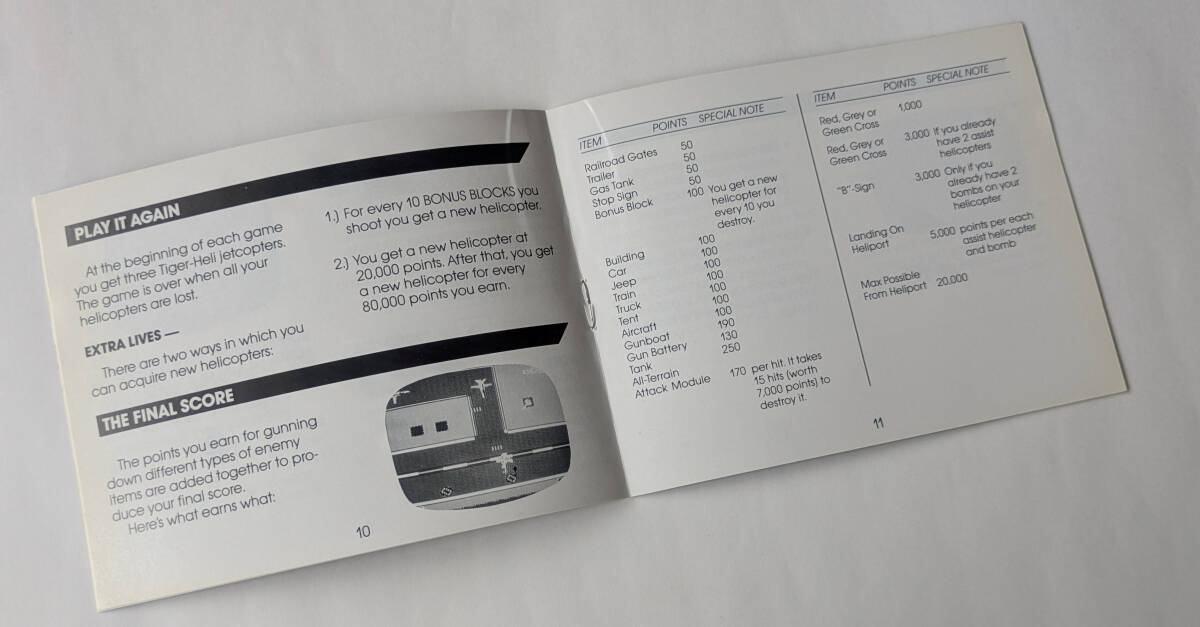 PLAY IT AGAIN
At the beginning of each game
you get three Tiger-Heli jetcopters.
The game is over when all your
helicopters are lost.
EXTRA LIVES —
There are two ways in which you
can acquire new helicopters:
1.) For every 10 BONUS BLOCKS you
shoot you get a new helicopter.
2.) You get a new helicopter at
20,000 points. After that, you get
a new helicopter for every
80,000 points you earn.
THE FINAL SCORE
The points you earn for gunning
down different types of enemy
items are added together to pro-
duce your final score.
Here's what earns what:
10
ITEM POINTS SPECIAL NOTE
Railroad Gates 50
Trailer 50
Gas Tank 50
Stop Sign 50
Bonus Block 100 You get a new
helicopter for
every 10 you
destroy.
Building 100
Car 100
Jeep 100
Train 100
Truck 100
Tent 100
Aircraft 100
Gunboat 190
Gun Battery 130
Tank 250
All-Terrain
Attack Module 170 per hit. It takes
15 hits (worth
7,000 points) to
destroy it.
ITEM POINTS SPECIAL NOTE
Red, Grey or 1,000
Green Cross
Red, Grey or 3,000 If you already
Green Cross have 2 assist
helicopters
"B"-Sign 3,000 Only if you
already have 2
bombs on your
helicopter
Landing On 5,000 points per each
Heliport assist helicopter
and bomb
Max Possible
From Heliport 20,000
11